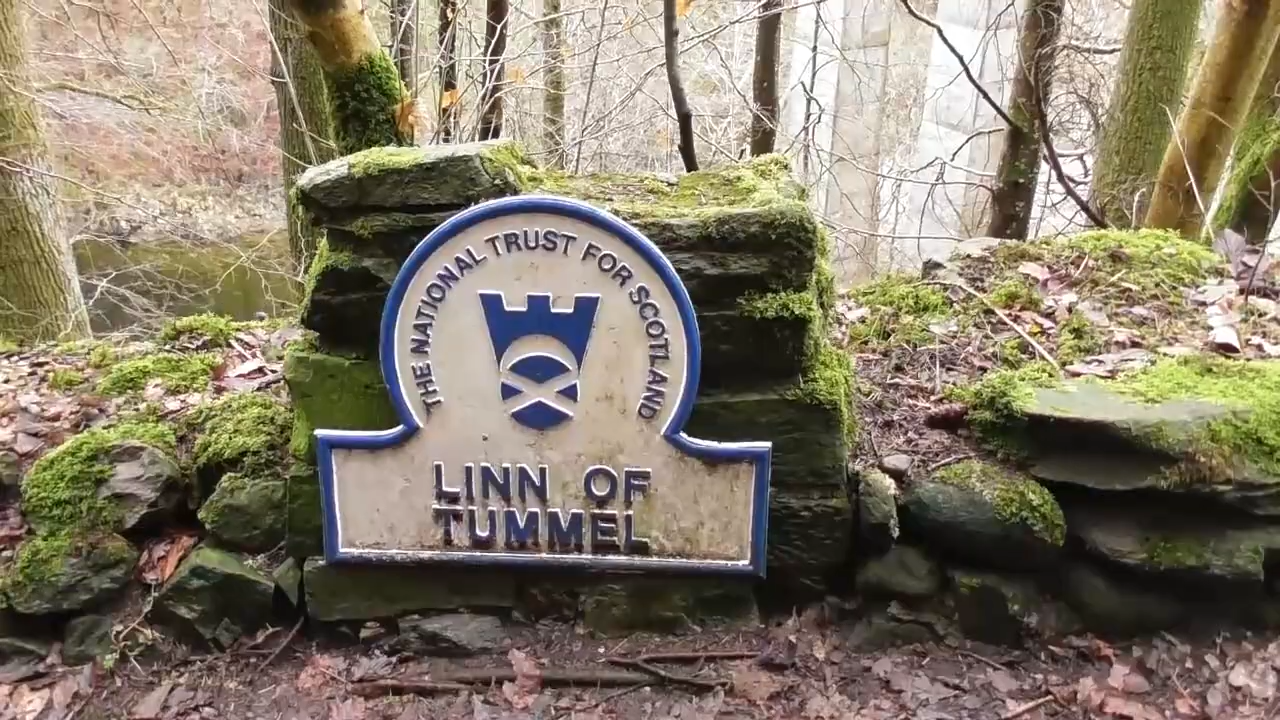 THE NATIONAL TRUST FOR SCOTLAND
LINN OF
TUMMEL